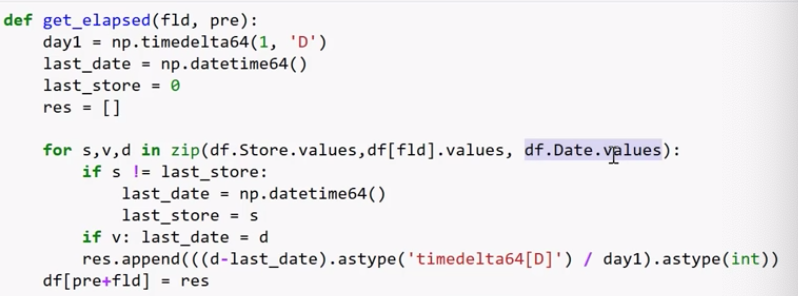 def get_elapsed(fld, pre):
    day1 = np.timedelta64(1, 'D')
    last_date = np.datetime64()
    last_store = 0
    res = []

    for s,v,d in zip(df.Store.values,df[fld].values, df.Date.values):
        if s != last_store:
            last_date = np.datetime64()
            last_store = s
        if v: last_date = d
        res.append(((d-last_date).astype('timedelta64[D]') / day1).astype(int))
    df[pre+fld] = res